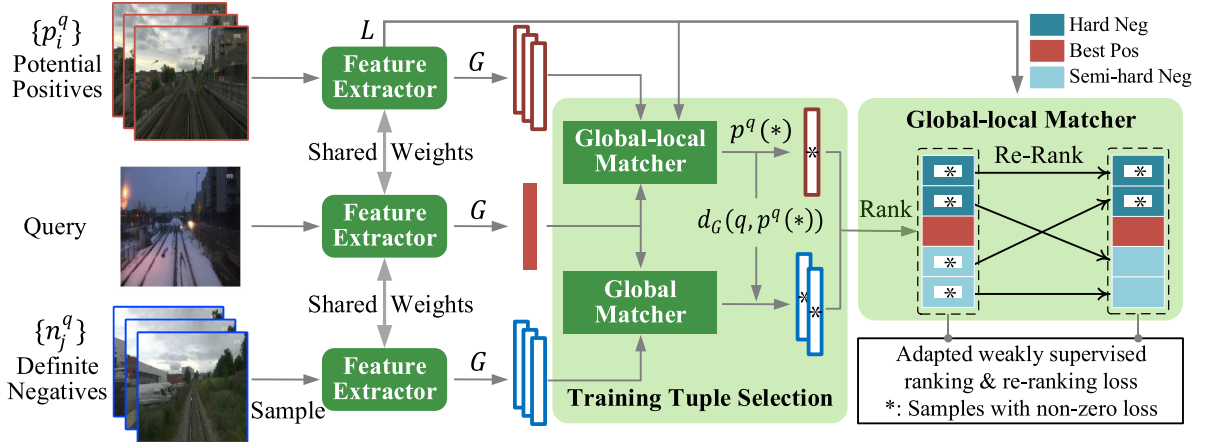 {p_i^q}
Potential
Positives
L
Feature
Extractor
G
Shared Weights
Query
Feature
Extractor
G
Shared Weights
{n_j^q}
Definite
Negatives
Sample
Feature
Extractor
G
Global-local
Matcher
p^q(*)
*
d_G(q, p^q(*))
Global
Matcher
*
*
Training Tuple Selection
Hard Neg
Best Pos
Semi-hard Neg
Global-local Matcher
Re-Rank
Rank
* *
* *
*
*
Adapted weakly supervised
ranking & re-ranking loss
*: Samples with non-zero loss